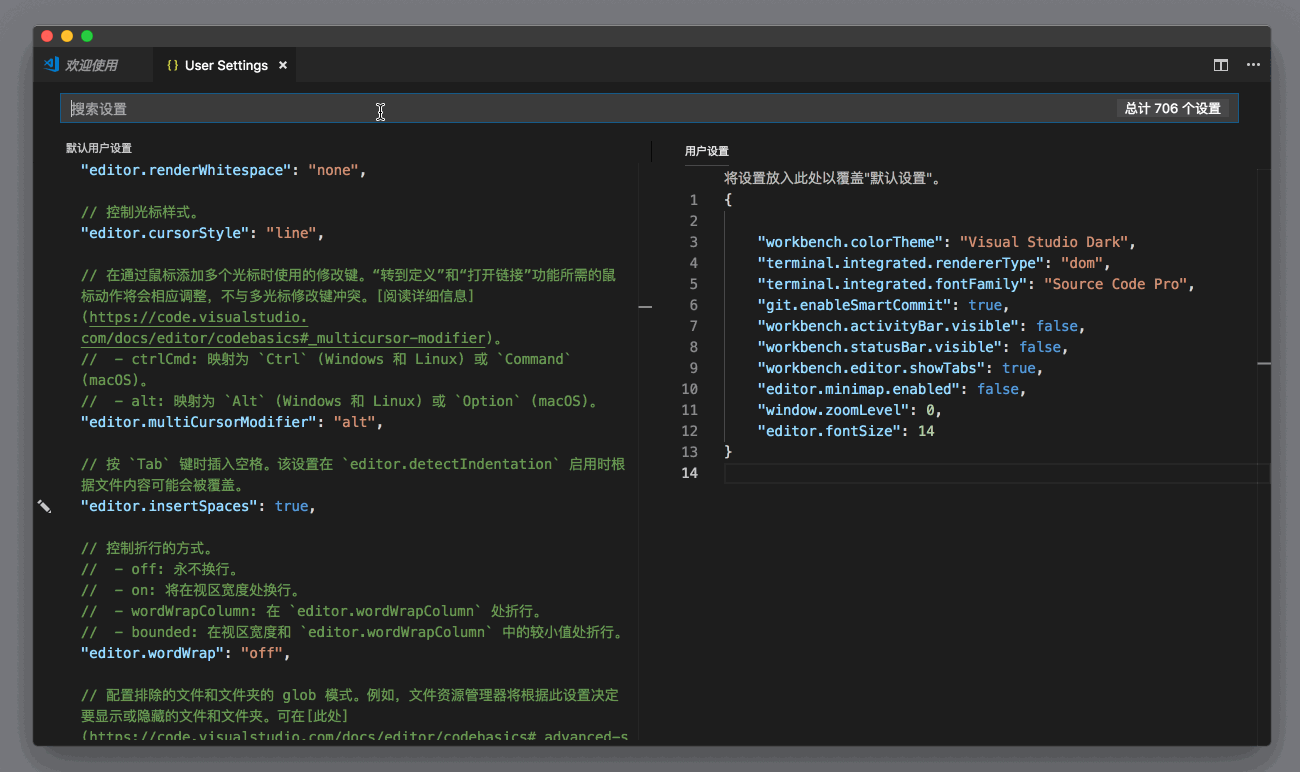 欢迎使用
{} User Settings ×
搜索设置
总计 706 个设置
默认用户设置
"editor.renderWhitespace": "none",
// 控制光标样式。
"editor.cursorStyle": "line",
// 在通过鼠标添加多个光标时使用的修改键。“转到定义”和“打开链接”功能所需的鼠
标动作将会相应调整，不与多光标修改键冲突。[阅读详细信息]
(https://code.visualstudio.
com/docs/editor/codebasics#_multicursor-modifier)。
//  - ctrlCmd: 映射为 `Ctrl` (Windows 和 Linux) 或 `Command`
(macOS)。
//  - alt: 映射为 `Alt` (Windows 和 Linux) 或 `Option` (macOS)。
"editor.multiCursorModifier": "alt",
// 按 `Tab` 键时插入空格。该设置在 `editor.detectIndentation` 启用时根
据文件内容可能会被覆盖。
"editor.insertSpaces": true,
// 控制折行的方式。
//  - off: 永不换行。
//  - on: 将在视区宽度处换行。
//  - wordWrapColumn: 在 `editor.wordWrapColumn` 处折行。
//  - bounded: 在视区宽度和 `editor.wordWrapColumn` 中的较小值处折行。
"editor.wordWrap": "off",
// 配置排除的文件和文件夹的 glob 模式。例如，文件资源管理器将根据此设置决定
要显示或隐藏的文件和文件夹。可在[此处]
(https://code.visualstudio.com/docs/editor/codebasics#_advanced-s
用户设置
将设置放入此处以覆盖"默认设置"。
1 {
2
3 "workbench.colorTheme": "Visual Studio Dark",
4 "terminal.integrated.rendererType": "dom",
5 "terminal.integrated.fontFamily": "Source Code Pro",
6 "git.enableSmartCommit": true,
7 "workbench.activityBar.visible": false,
8 "workbench.statusBar.visible": false,
9 "workbench.editor.showTabs": true,
10 "editor.minimap.enabled": false,
11 "window.zoomLevel": 0,
12 "editor.fontSize": 14
13 }
14